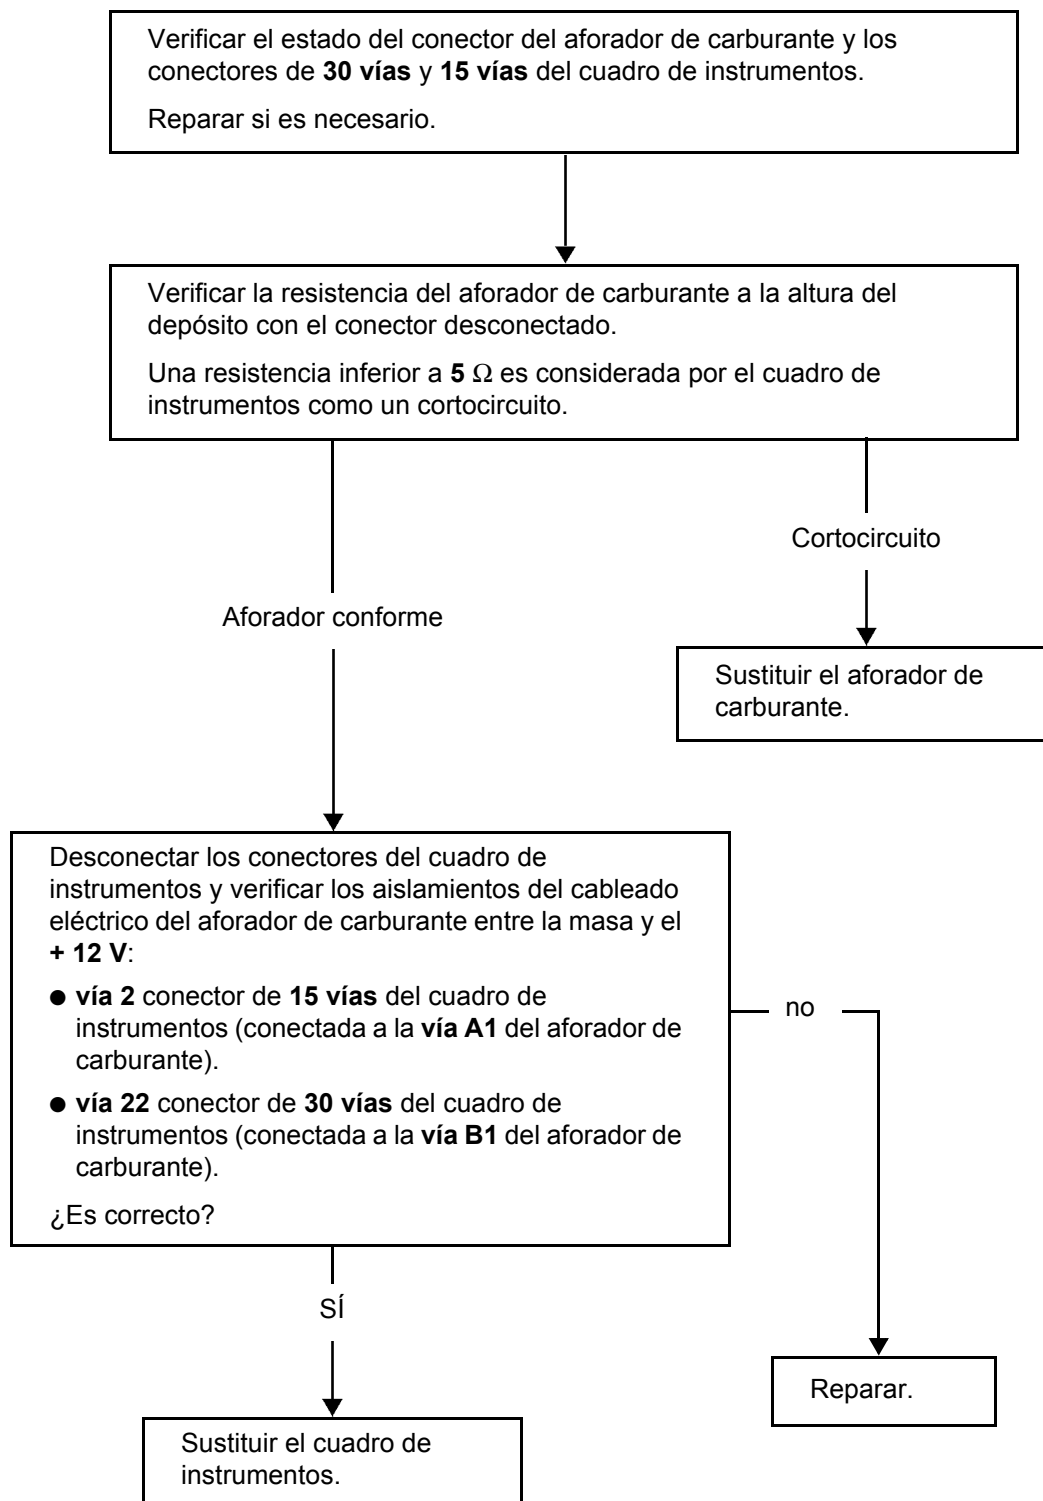 Verificar el estado del conector del aforador de carburante y los
conectores de 30 vías y 15 vías del cuadro de instrumentos.
Reparar si es necesario.
Verificar la resistencia del aforador de carburante a la altura del
depósito con el conector desconectado.
Una resistencia inferior a 5 Ω es considerada por el cuadro de
instrumentos como un cortocircuito.
Cortocircuito
Aforador conforme
Sustituir el aforador de
carburante.
Desconectar los conectores del cuadro de
instrumentos y verificar los aislamientos del cableado
eléctrico del aforador de carburante entre la masa y el
+ 12 V:
● vía 2 conector de 15 vías del cuadro de
instrumentos (conectada a la vía A1 del aforador de
carburante).
● vía 22 conector de 30 vías del cuadro de
instrumentos (conectada a la vía B1 del aforador de
carburante).
¿Es correcto?
no
SÍ
Reparar.
Sustituir el cuadro de
instrumentos.